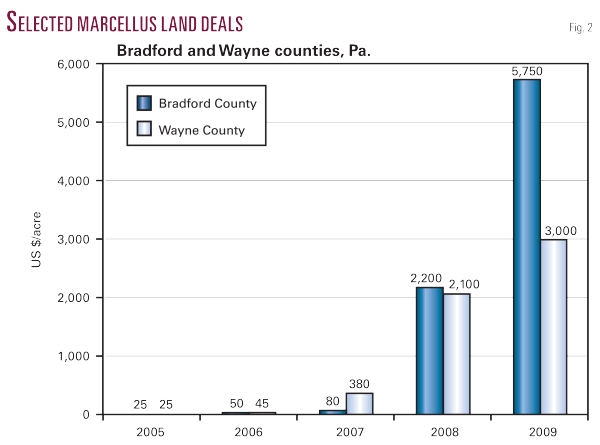 SELECTED MARCELLUS LAND DEALS
Fig. 2
Bradford and Wayne counties, Pa.
US $/acre
6,000
5,000
4,000
3,000
2,000
1,000
0
Bradford County
Wayne County
25 25
50 45
80 380
2,200 2,100
5,750 3,000
2005 2006 2007 2008 2009